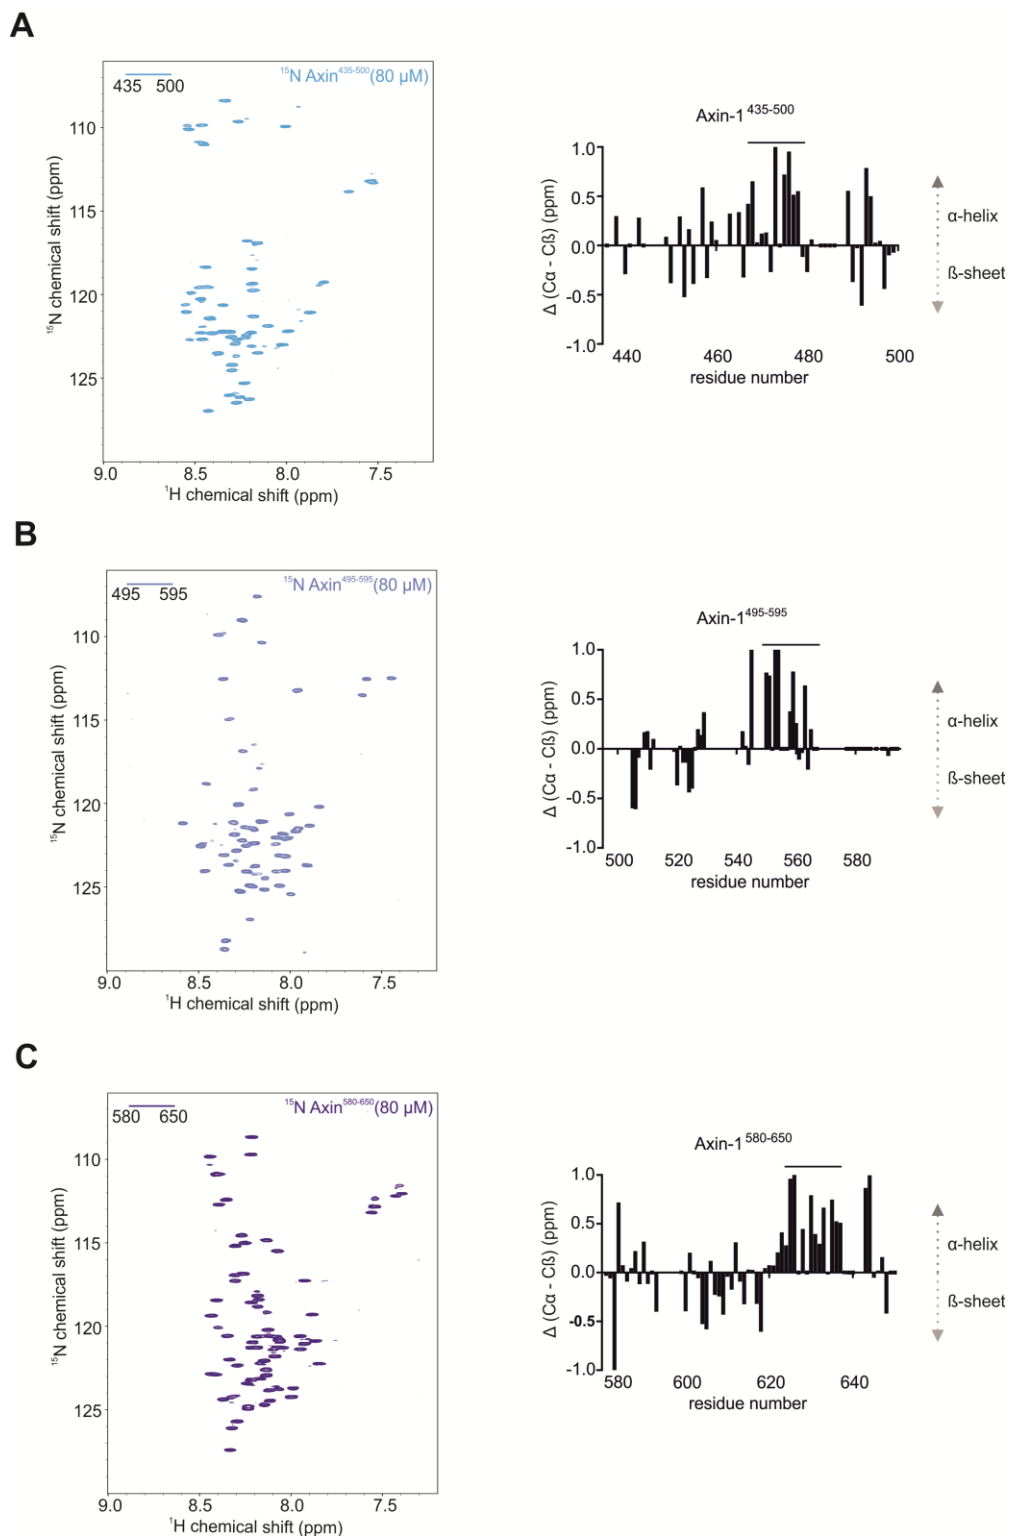 A
¹⁵N Axin⁴³⁵⁻⁵⁰⁰(80 µM)
435 500
110
115
120
125
¹⁵N chemical shift (ppm)
9.0 8.5 8.0 7.5
¹H chemical shift (ppm)
Axin-1⁴³⁵⁻⁵⁰⁰
1.0
0.5
0.0
-0.5
-1.0
Δ (Cα - Cß) (ppm)
440 460 480 500
residue number
α-helix
ß-sheet
B
¹⁵N Axin⁴⁹⁵⁻⁵⁹⁵(80 µM)
495 595
110
115
120
125
¹⁵N chemical shift (ppm)
9.0 8.5 8.0 7.5
¹H chemical shift (ppm)
Axin-1⁴⁹⁵⁻⁵⁹⁵
1.0
0.5
0.0
-0.5
-1.0
Δ (Cα - Cß) (ppm)
500 520 540 560 580
residue number
α-helix
ß-sheet
C
¹⁵N Axin⁵⁸⁰⁻⁶⁵⁰(80 µM)
580 650
110
115
120
125
¹⁵N chemical shift (ppm)
9.0 8.5 8.0 7.5
¹H chemical shift (ppm)
Axin-1⁵⁸⁰⁻⁶⁵⁰
1.0
0.5
0.0
-0.5
-1.0
Δ (Cα - Cß) (ppm)
580 600 620 640
residue number
α-helix
ß-sheet